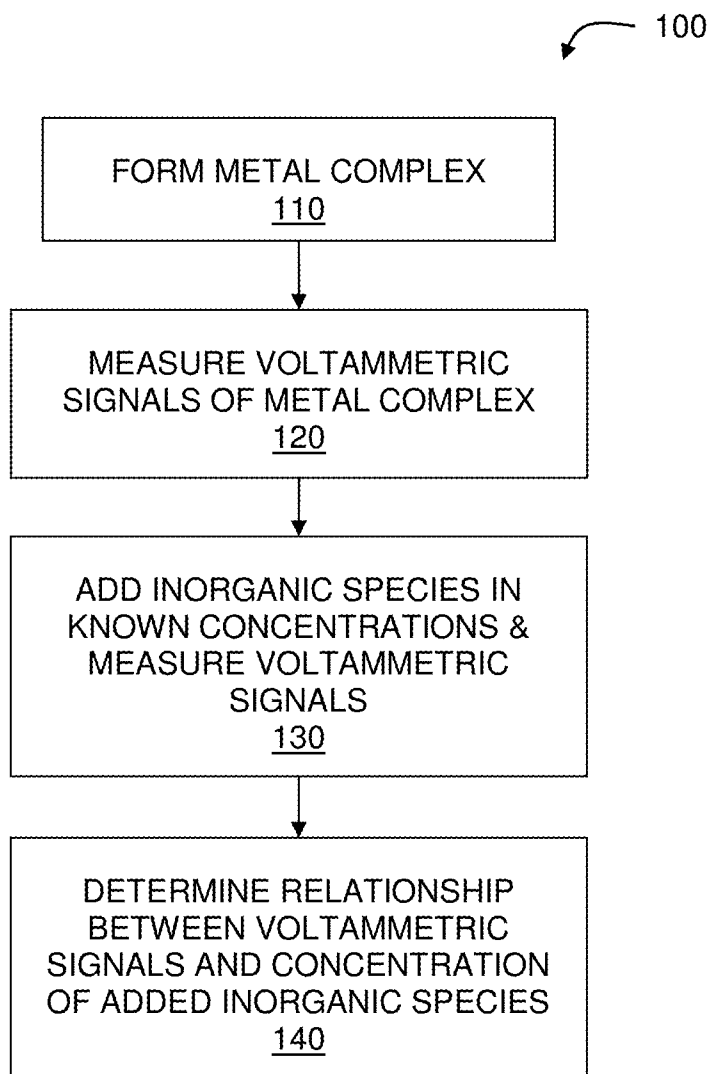 100
FORM METAL COMPLEX
110
MEASURE VOLTAMMETRIC
SIGNALS OF METAL COMPLEX
120
ADD INORGANIC SPECIES IN
KNOWN CONCENTRATIONS &
MEASURE VOLTAMMETRIC
SIGNALS
130
DETERMINE RELATIONSHIP
BETWEEN VOLTAMMETRIC
SIGNALS AND CONCENTRATION
OF ADDED INORGANIC SPECIES
140